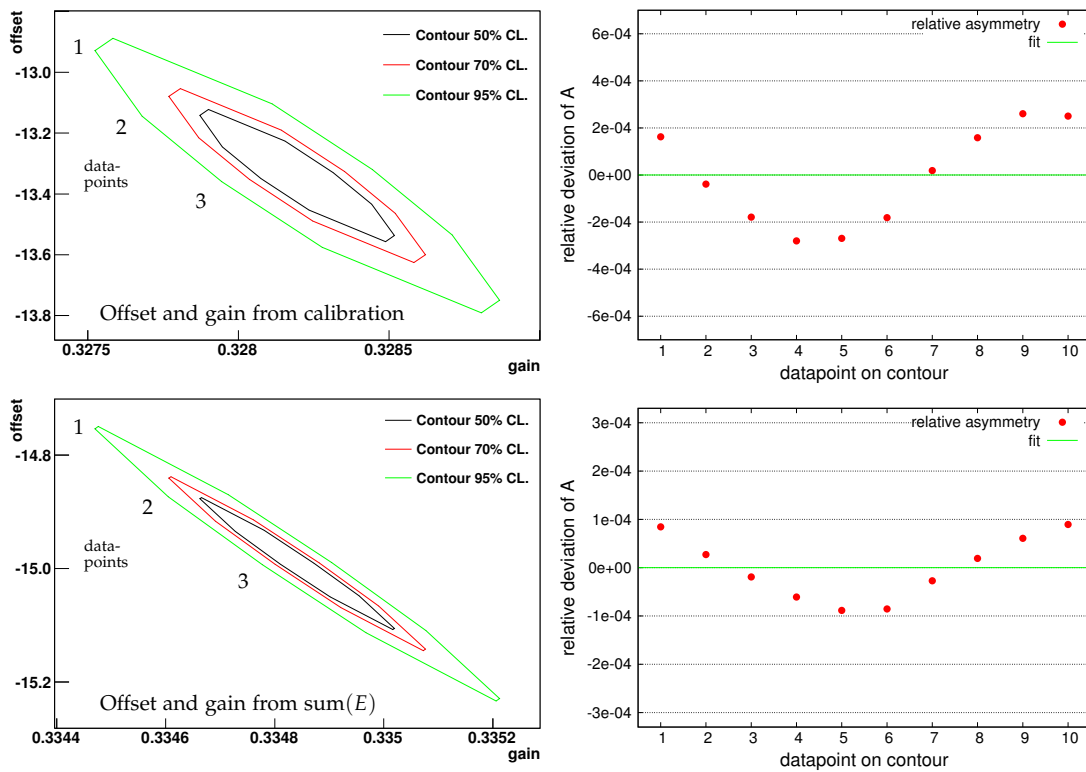 offset
-13.0
-13.2
-13.4
-13.6
-13.8
1
2
3
data-
points
Contour 50% CL.
Contour 70% CL.
Contour 95% CL.
Offset and gain from calibration
0.3275
0.328
0.3285
gain
relative deviation of A
6e-04
4e-04
2e-04
0e+00
-2e-04
-4e-04
-6e-04
relative asymmetry
fit
1 2 3 4 5 6 7 8 9 10
datapoint on contour
offset
-14.8
-15.0
-15.2
1
2
3
data-
points
Contour 50% CL.
Contour 70% CL.
Contour 95% CL.
Offset and gain from sum(E)
0.3344
0.3346
0.3348
0.335
0.3352
gain
relative deviation of A
3e-04
2e-04
1e-04
0e+00
-1e-04
-2e-04
-3e-04
relative asymmetry
fit
1 2 3 4 5 6 7 8 9 10
datapoint on contour